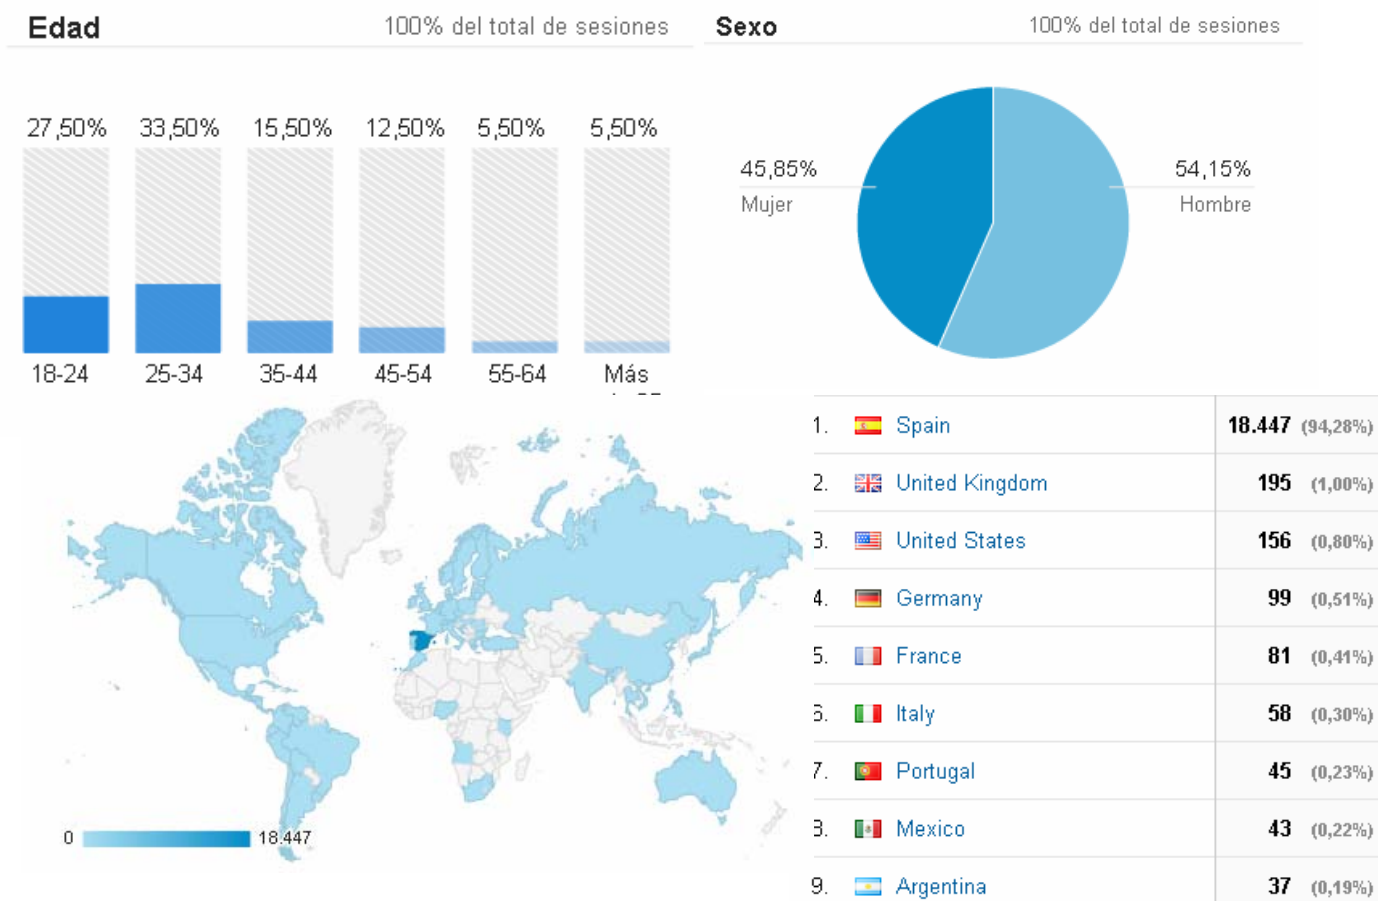 Edad
100% del total de sesiones
27,50% 33,50% 15,50% 12,50% 5,50% 5,50%
18-24 25-34 35-44 45-54 55-64 Más
Sexo
100% del total de sesiones
45,85%
Mujer
54,15%
Hombre
0 18.447
1. Spain 18.447 (94,28%)
2. United Kingdom 195 (1,00%)
3. United States 156 (0,80%)
4. Germany 99 (0,51%)
5. France 81 (0,41%)
6. Italy 58 (0,30%)
7. Portugal 45 (0,23%)
8. Mexico 43 (0,22%)
9. Argentina 37 (0,19%)